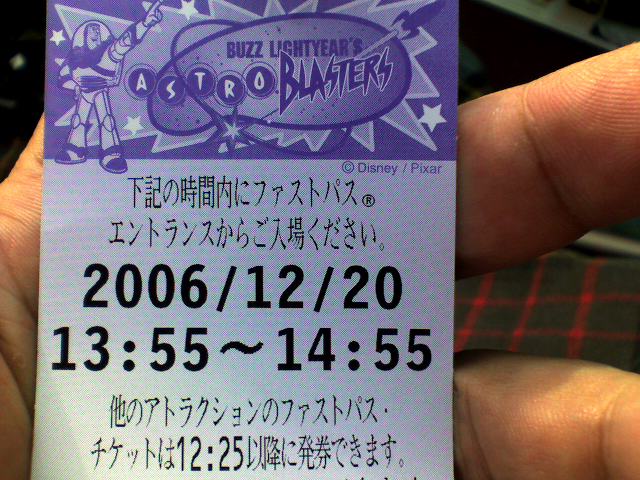 BUZZ LIGHTYEAR'S
ASTRO BLASTERS
© Disney / Pixar
下記の時間内にファストパス®
エントランスからご入場ください。
2006/12/20
13:55～14:55
他のアトラクションのファストパス・
チケットは12:25以降に発券できます。